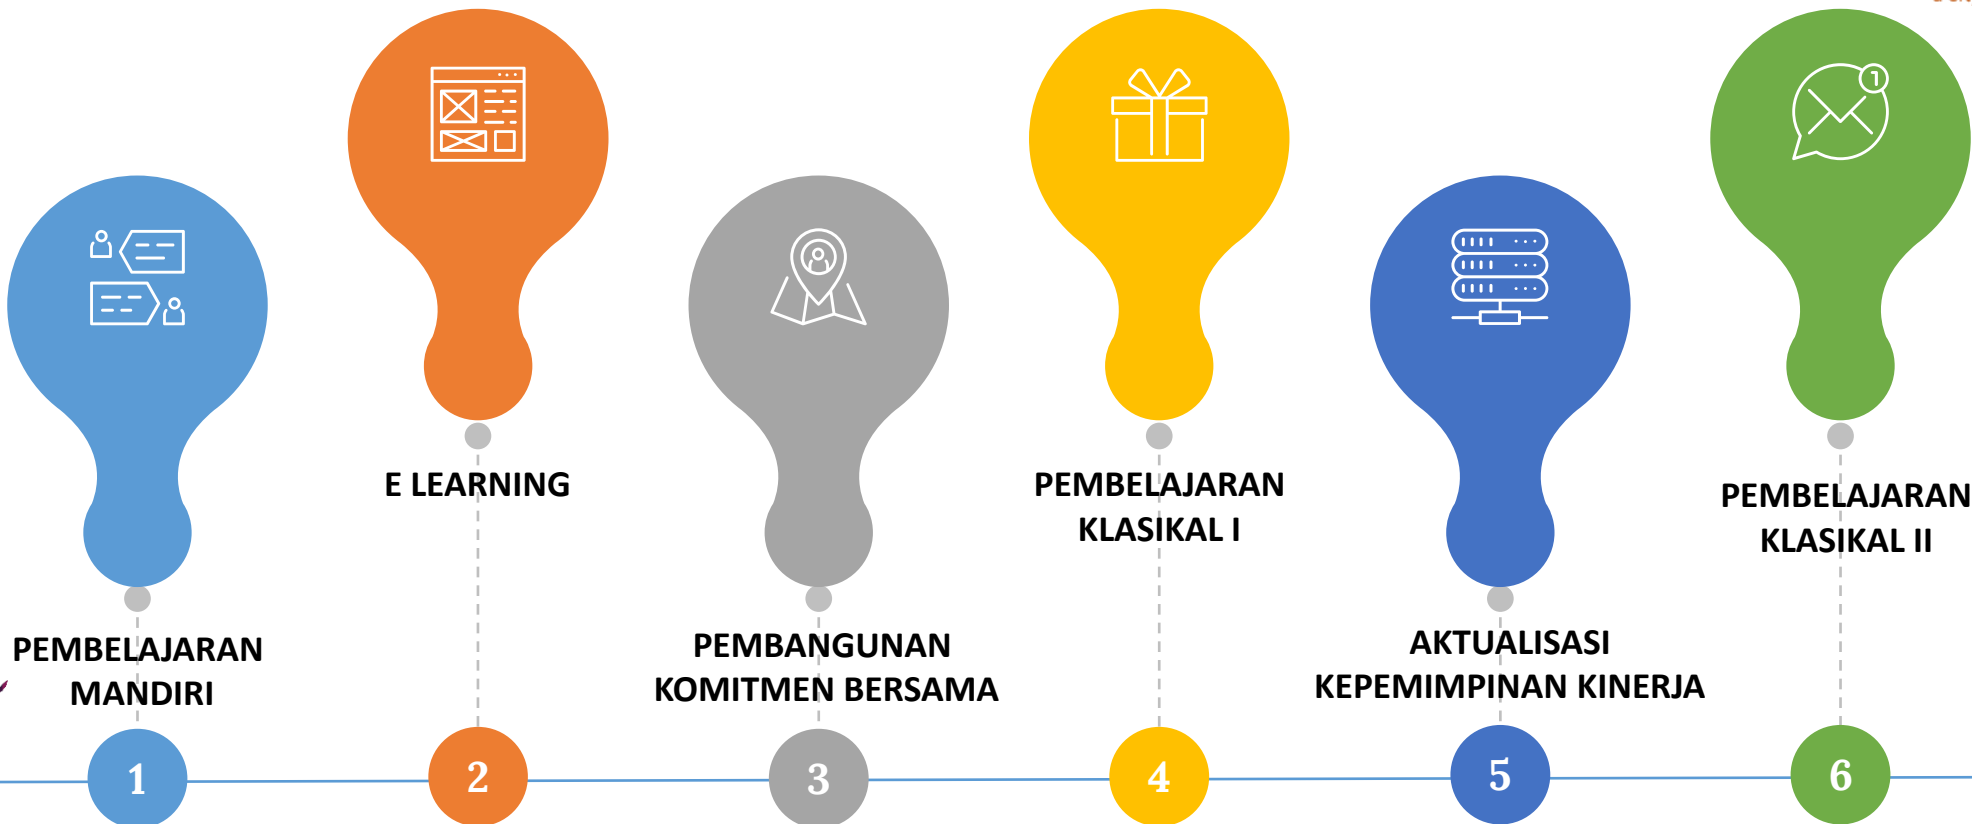 1
E LEARNING
PEMBELAJARAN
KLASIKAL I
PEMBELAJARAN
KLASIKAL II
PEMBELAJARAN
MANDIRI
PEMBANGUNAN
KOMITMEN BERSAMA
AKTUALISASI
KEPEMIMPINAN KINERJA
1
2
3
4
5
6